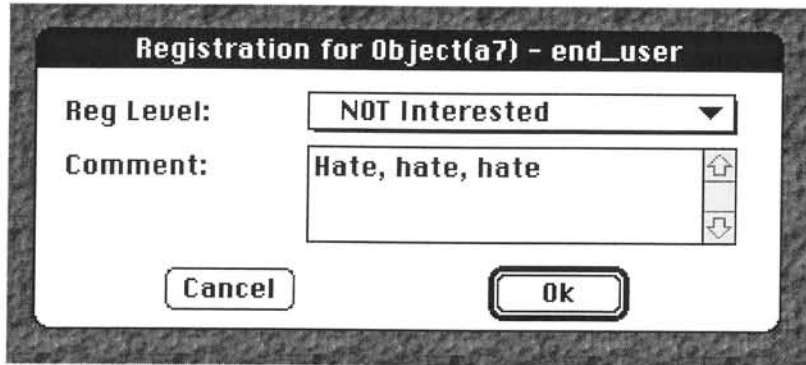 Registration for Object(a7) - end_user
Reg Level: NOT Interested
Comment: Hate, hate, hate
Cancel Ok